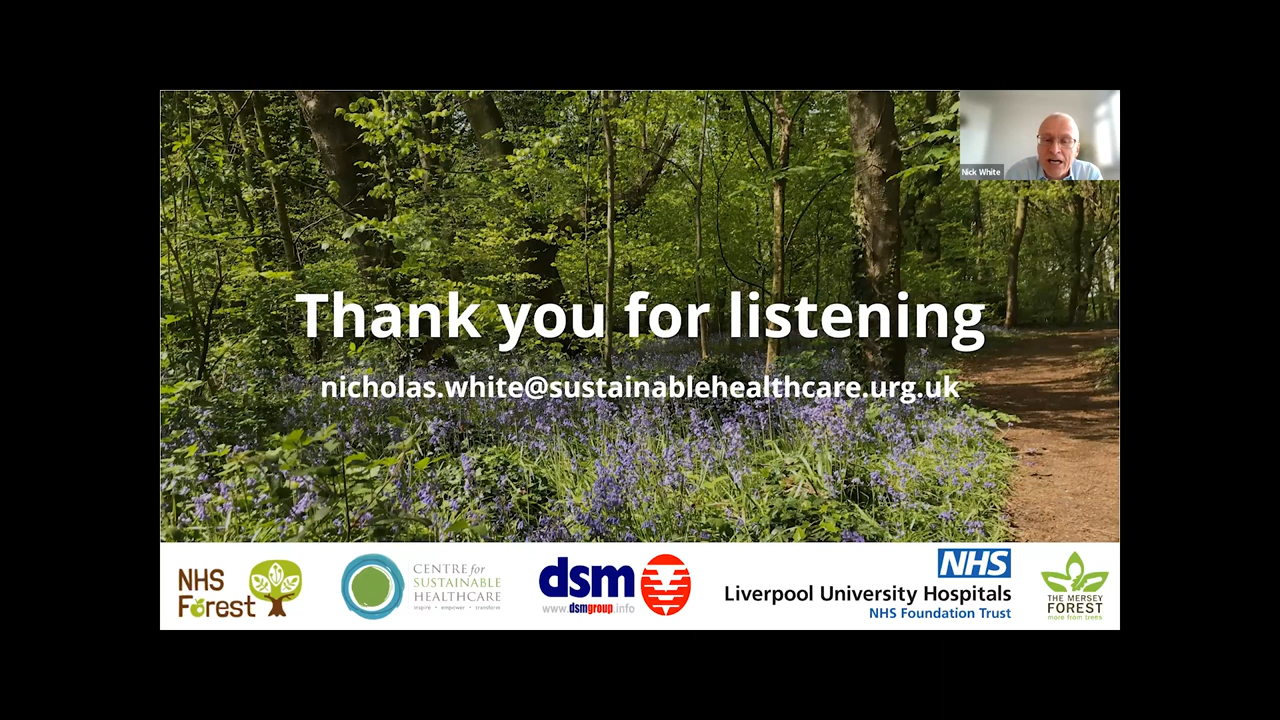 Nick White
Thank you for listening
nicholas.white@sustainablehealthcare.urg.uk
NHS
Forest
CENTRE for
SUSTAINABLE
HEALTHCARE
inspire • empower • transform
dsm
www.dsmgroup.info
NHS
Liverpool University Hospitals
NHS Foundation Trust
THE MERSEY
FOREST
more from trees